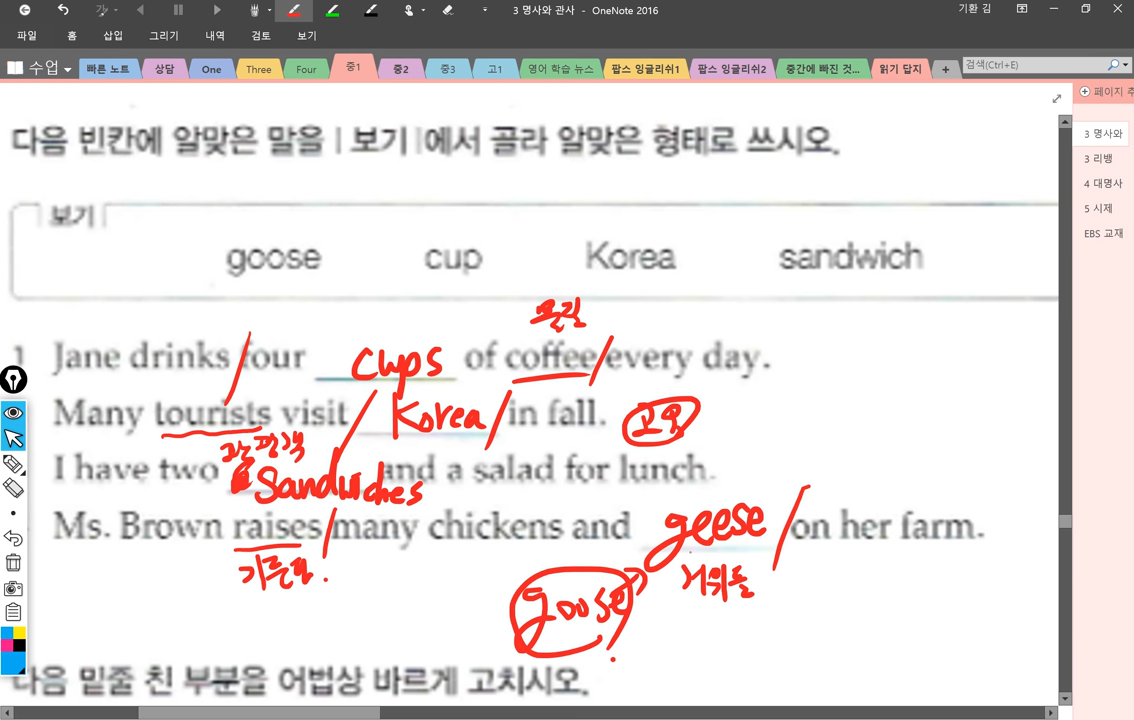 3 명사와 관사 - OneNote 2016
기환 김
파일 홈 삽입 그리기 내역 검토 보기
수업 빠른 노트 상담 One Three Four 중1 중2 중3 고1 영어 학습 뉴스 팝스 잉글리쉬1 팝스 잉글리쉬2 중간에 빠진 것... 읽기 답지 + 검색(Ctrl+E)
페이지 추
3 명사와
3 리뱅
4 대명사
5 시제
EBS 교재
다음 빈칸에 알맞은 말을 | 보기 |에서 골라 알맞은 형태로 쓰시오.
보기
goose cup Korea sandwich
물질
1 Jane drinks four cups of coffee every day.
Many tourists visit Korea in fall. 고유
관광객
I have two Sandwiches and a salad for lunch.
Ms. Brown raises many chickens and geese on her farm.
거위들
goose
다음 밑줄 친 부분을 어법상 바르게 고치시오.